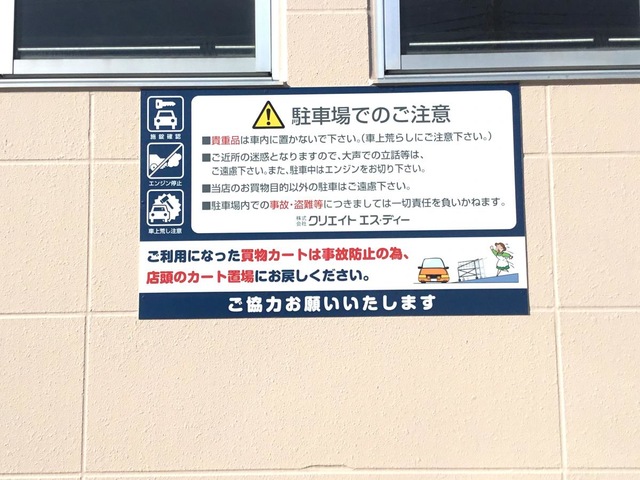 駐車場でのご注意
施錠確認
エンジン停止
車上荒し注意
■貴重品は車内に置かないで下さい。(車上荒らしにご注意下さい。)
■ご近所の迷惑となりますので、大声での立話等は、
ご遠慮下さい。また、駐車中はエンジンをお切り下さい。
■当店のお買物目的以外の駐車はご遠慮下さい。
■駐車場内での事故・盗難等につきましては一切責任を負いかねます。
株式会社 クリエイト エス・ディー
ご利用になった買物カートは事故防止の為、
店頭のカート置場にお戻しください。
ご協力お願いいたします